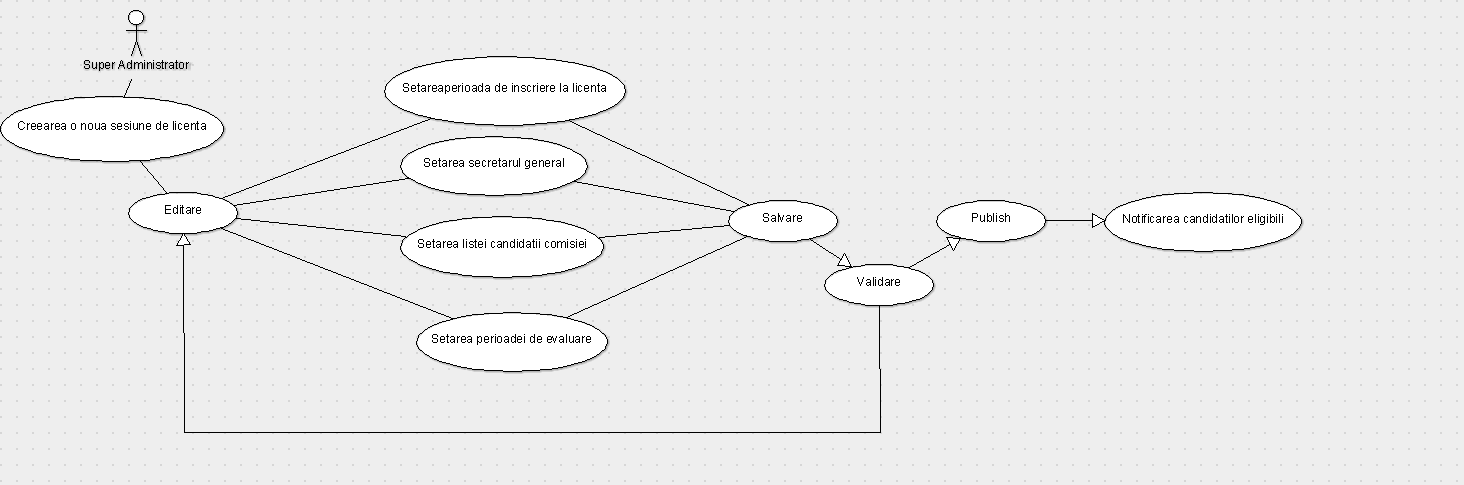 Super Administrator
Creearea o noua sesiune de licenta
Editare
Setareaperioada de inscriere la licenta
Setarea secretarul general
Setarea listei candidatii comisiei
Setarea perioadei de evaluare
Salvare
Validare
Publish
Notificarea candidatilor eligibili